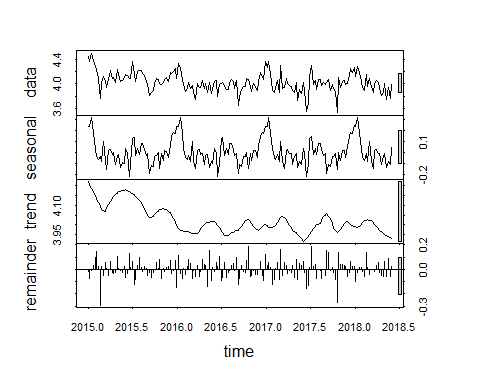 data
3.6 4.0 4.4
seasonal
-0.2 0.1
trend
3.95 4.10
remainder
-0.3 0.0 0.2
2015.0 2015.5 2016.0 2016.5 2017.0 2017.5 2018.0 2018.5
time